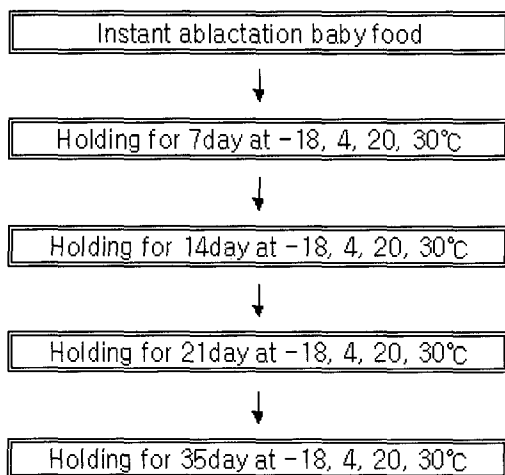 Instant ablactation baby food
Holding for 7day at -18, 4, 20, 30℃
Holding for 14day at -18, 4, 20, 30℃
Holding for 21day at -18, 4, 20, 30℃
Holding for 35day at -18, 4, 20, 30℃